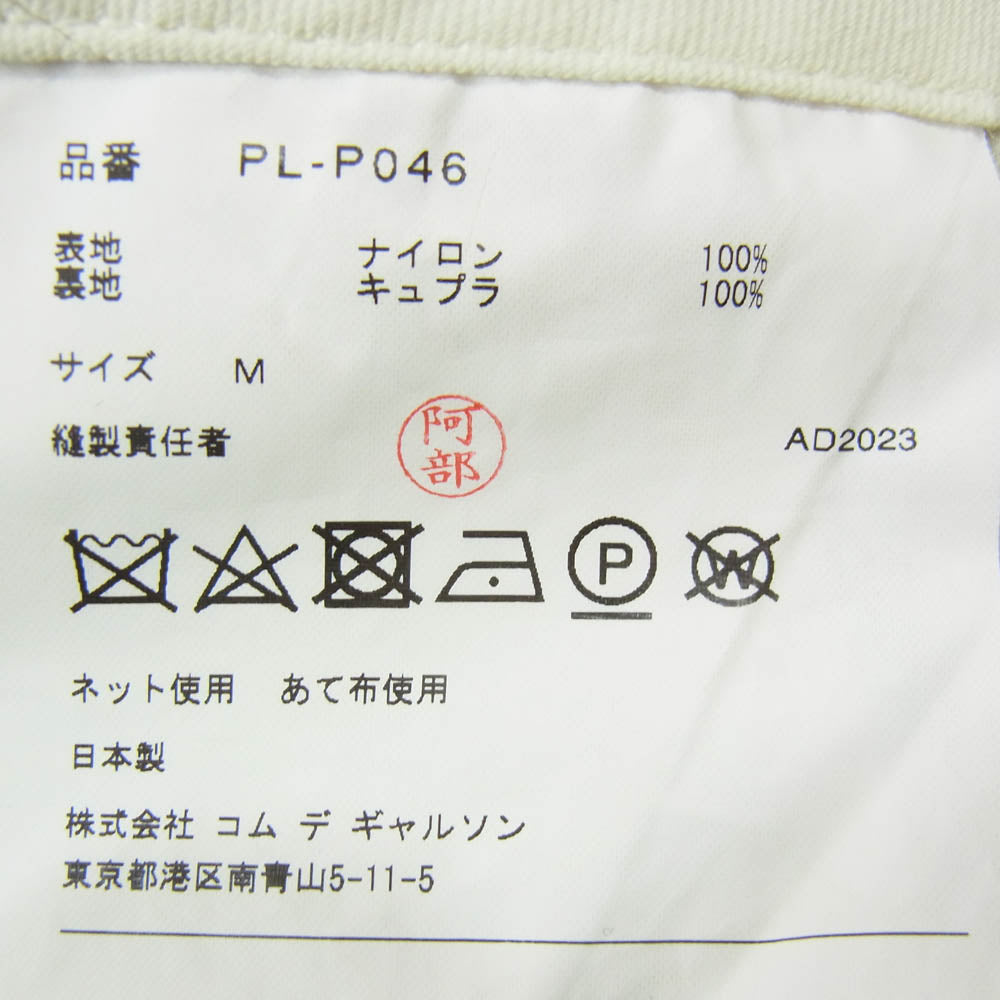 品番 PL-P046
表地 ナイロン 100%
裏地 キュプラ 100%
サイズ M
縫製責任者 阿部 AD2023
P W
ネット使用 あて布使用
日本製
株式会社 コム デ ギャルソン
東京都港区南青山5-11-5